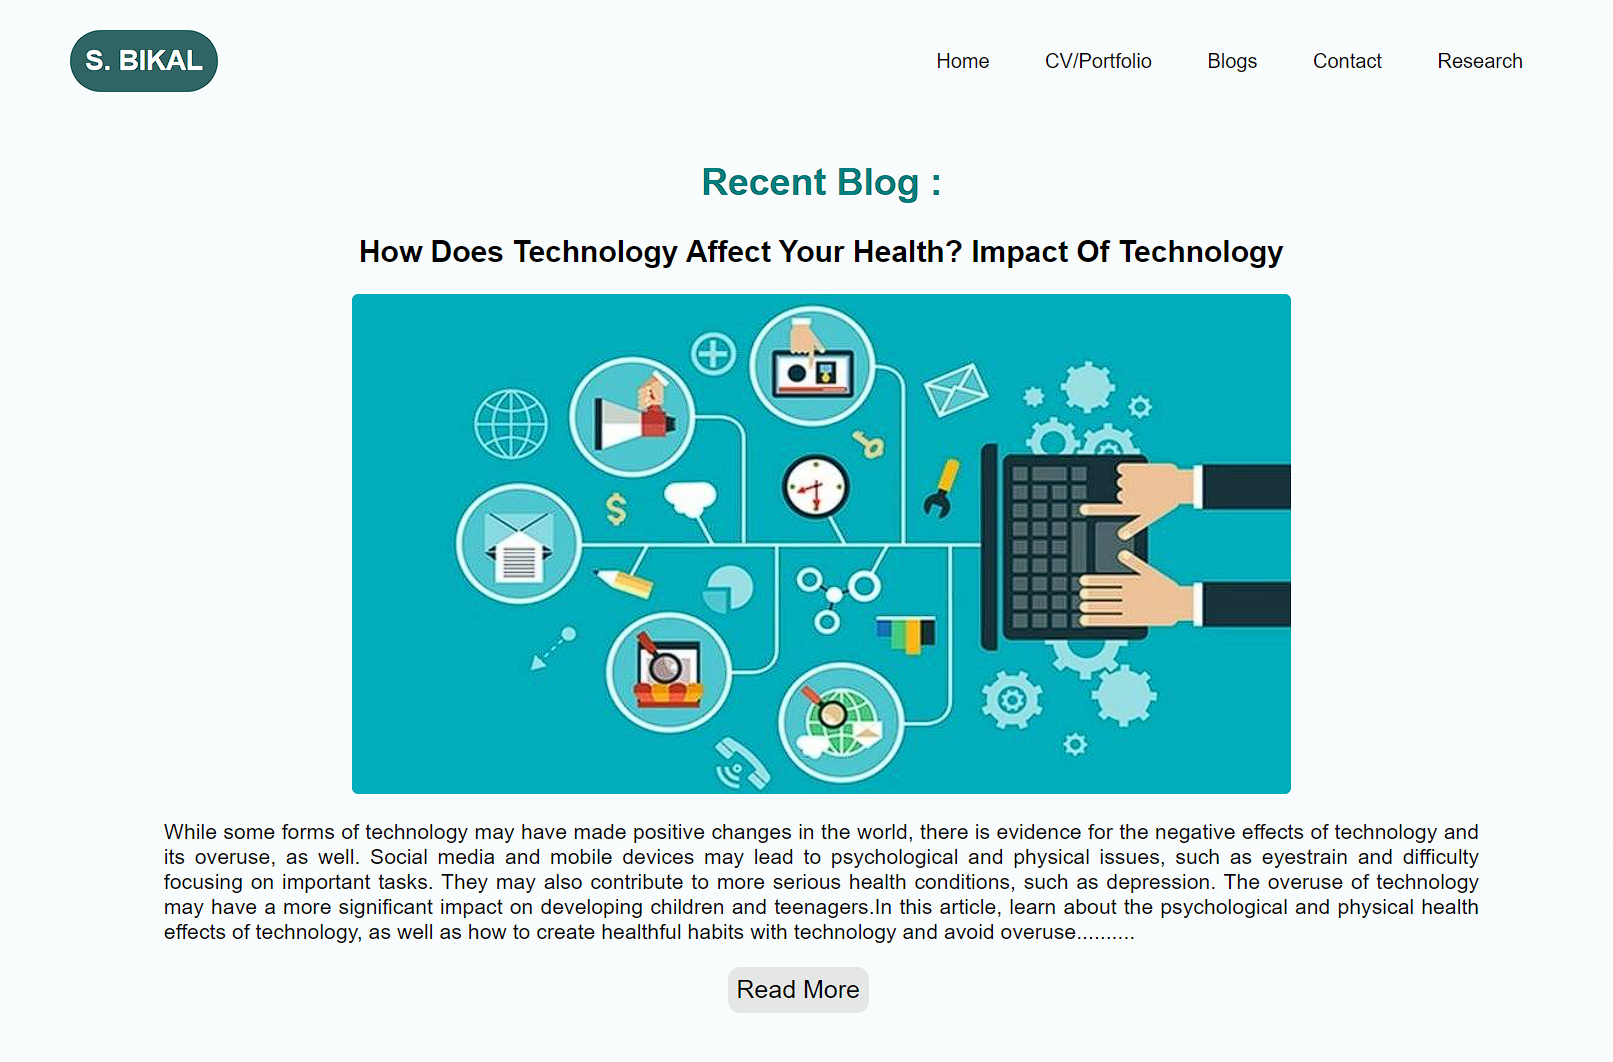 S. BIKAL
Home CV/Portfolio Blogs Contact Research
Recent Blog :
How Does Technology Affect Your Health? Impact Of Technology
$
While some forms of technology may have made positive changes in the world, there is evidence for the negative effects of technology and
its overuse, as well. Social media and mobile devices may lead to psychological and physical issues, such as eyestrain and difficulty
focusing on important tasks. They may also contribute to more serious health conditions, such as depression. The overuse of technology
may have a more significant impact on developing children and teenagers.In this article, learn about the psychological and physical health
effects of technology, as well as how to create healthful habits with technology and avoid overuse..........
Read More